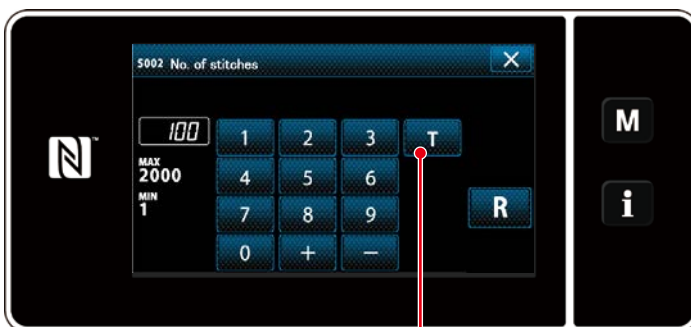 S002 No. of stitches
100
1 2 3 T
MAX
2000
4 5 6
MIN
1
7 8 9 R
0 + −
M
i
N